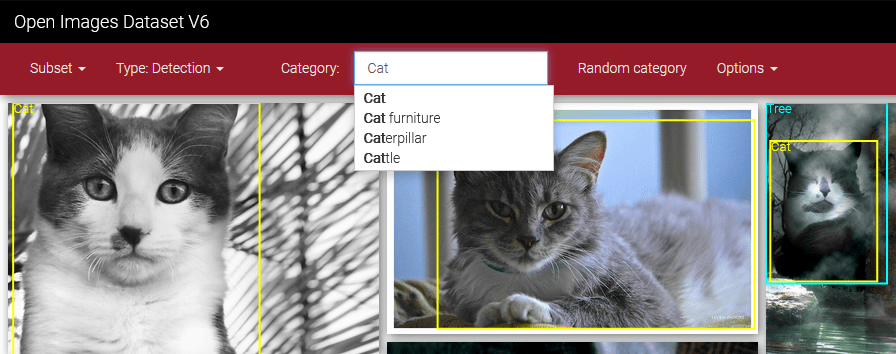 Open Images Dataset V6
Subset Type: Detection Category: Cat Random category Options
Cat
Cat furniture
Caterpillar
Cattle
Cat
Tree
Cat